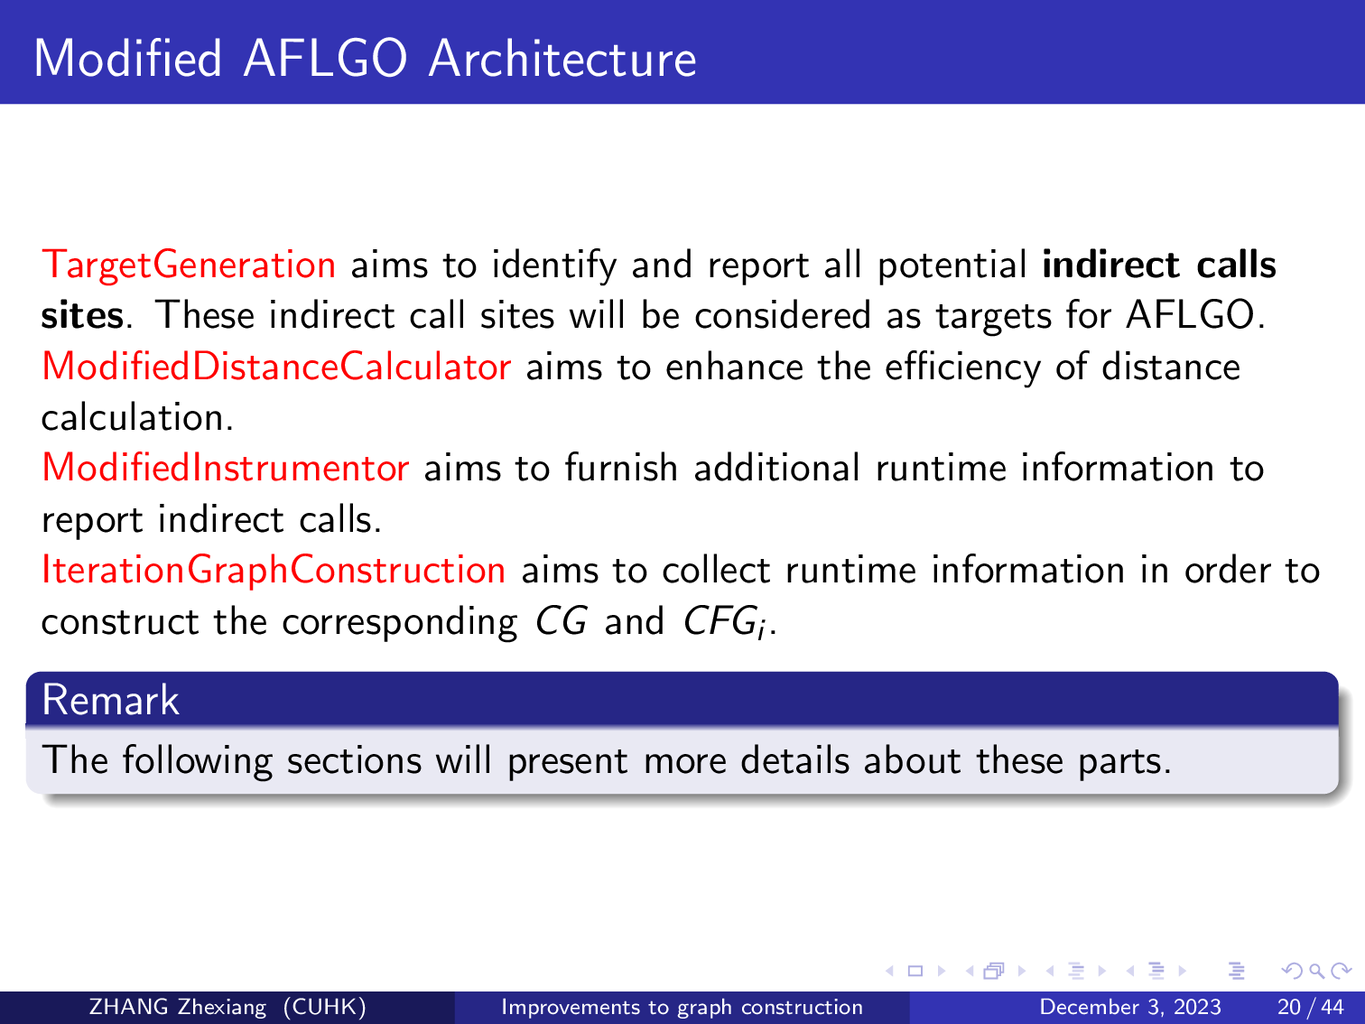 Modified AFLGO Architecture
TargetGeneration aims to identify and report all potential indirect calls
sites. These indirect call sites will be considered as targets for AFLGO.
ModifiedDistanceCalculator aims to enhance the efficiency of distance
calculation.
ModifiedInstrumentor aims to furnish additional runtime information to
report indirect calls.
IterationGraphConstruction aims to collect runtime information in order to
construct the corresponding CG and CFG_i.
Remark
The following sections will present more details about these parts.
ZHANG Zhexiang (CUHK) Improvements to graph construction December 3, 2023 20 / 44